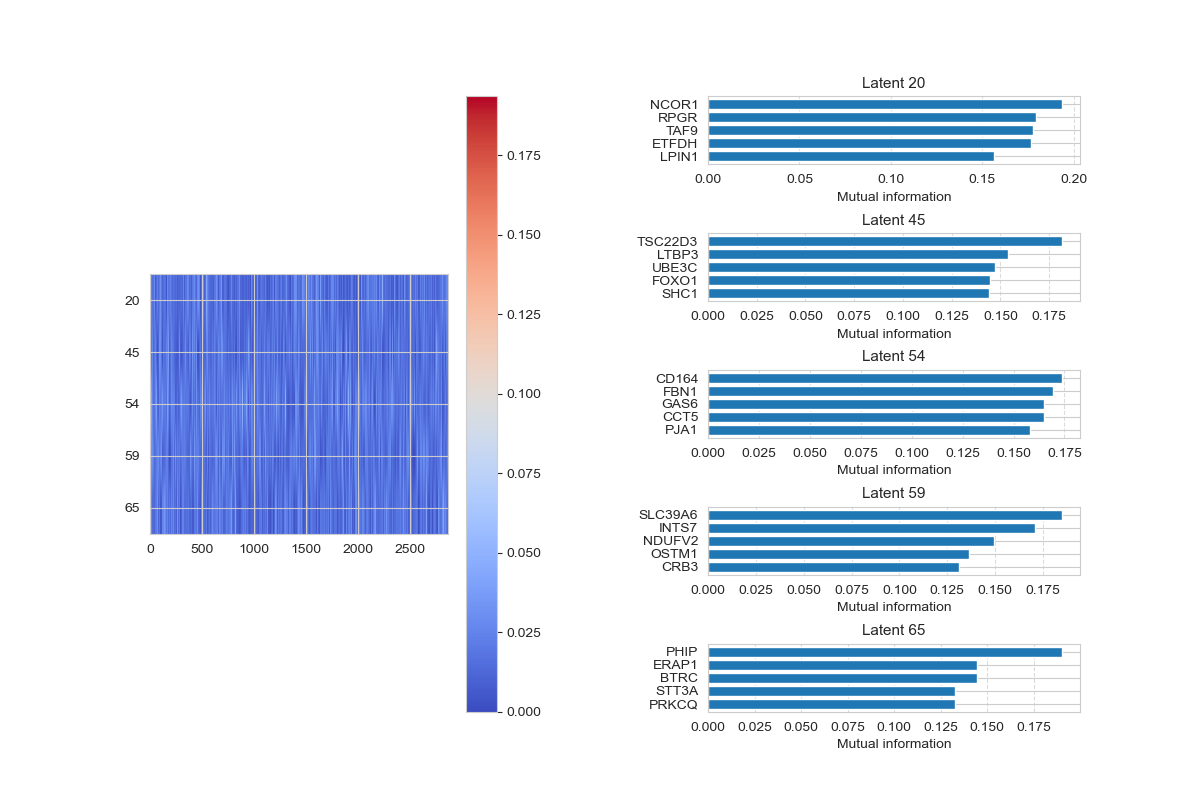 0.175
0.150
0.125
0.100
0.075
0.050
0.025
0.000
20
45
54
59
65
0 500 1000 1500 2000 2500
Latent 20
NCOR1
RPGR
TAF9
ETFDH
LPIN1
0.00 0.05 0.10 0.15 0.20
Mutual information
Latent 45
TSC22D3
LTBP3
UBE3C
FOXO1
SHC1
0.000 0.025 0.050 0.075 0.100 0.125 0.150 0.175
Mutual information
Latent 54
CD164
FBN1
GAS6
CCT5
PJA1
0.000 0.025 0.050 0.075 0.100 0.125 0.150 0.175
Mutual information
Latent 59
SLC39A6
INTS7
NDUFV2
OSTM1
CRB3
0.000 0.025 0.050 0.075 0.100 0.125 0.150 0.175
Mutual information
Latent 65
PHIP
ERAP1
BTRC
STT3A
PRKCQ
0.000 0.025 0.050 0.075 0.100 0.125 0.150 0.175
Mutual information